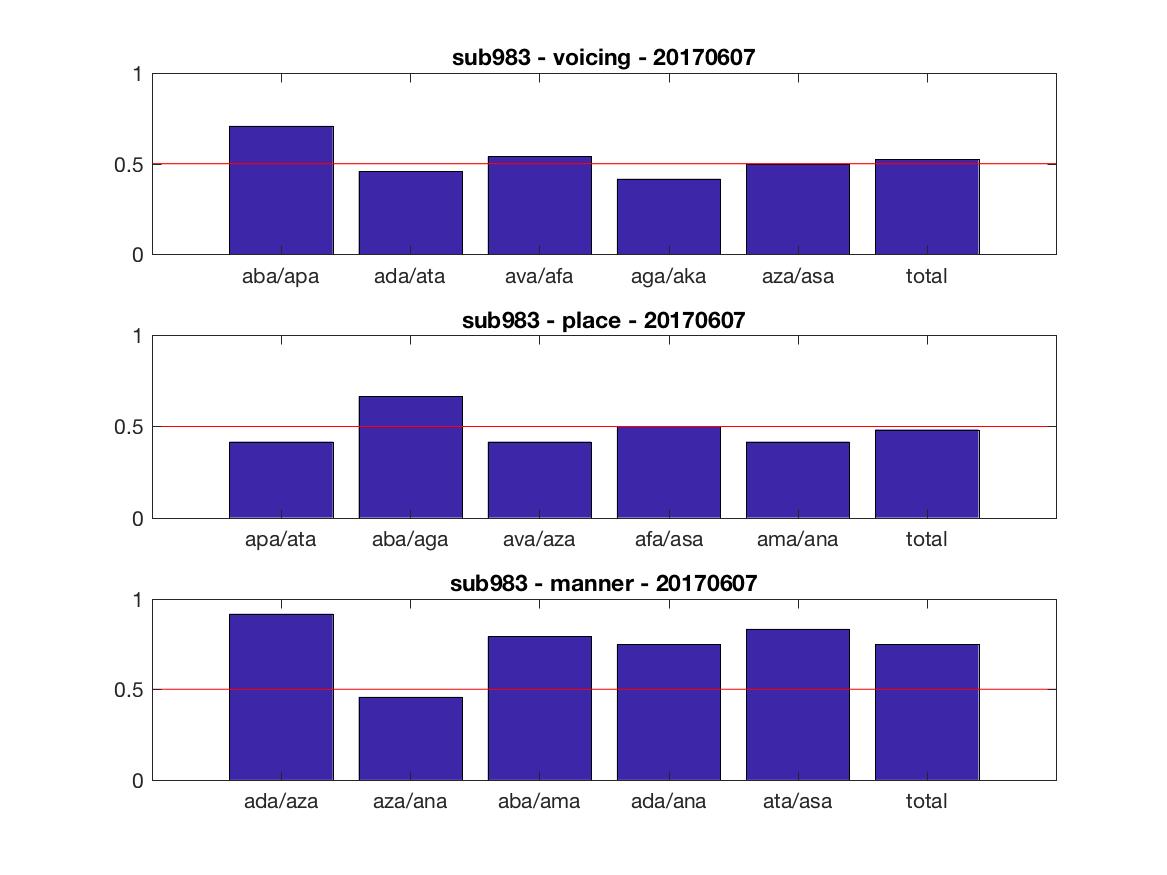 sub983 - voicing - 20170607
1
0.5
0
aba/apa ada/ata ava/afa aga/aka aza/asa total
sub983 - place - 20170607
1
0.5
0
apa/ata aba/aga ava/aza afa/asa ama/ana total
sub983 - manner - 20170607
1
0.5
0
ada/aza aza/ana aba/ama ada/ana ata/asa total